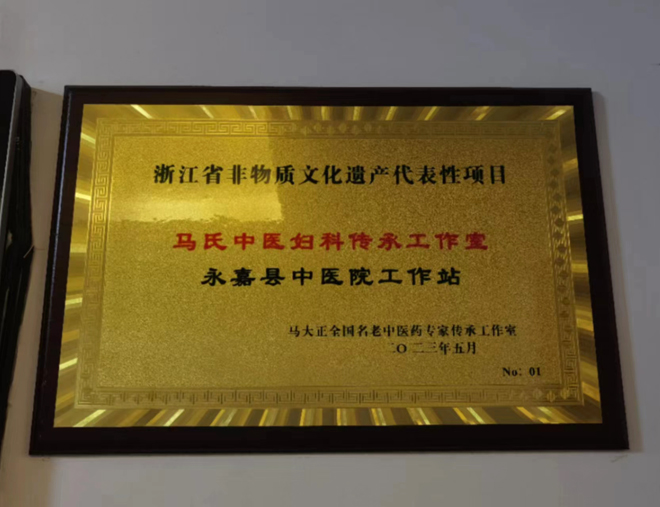 浙江省非物质文化遗产代表性项目
马氏中医妇科传承工作室
永嘉县中医院工作站
马大正全国名老中医药专家传承工作室
二〇二三年五月
No: 01